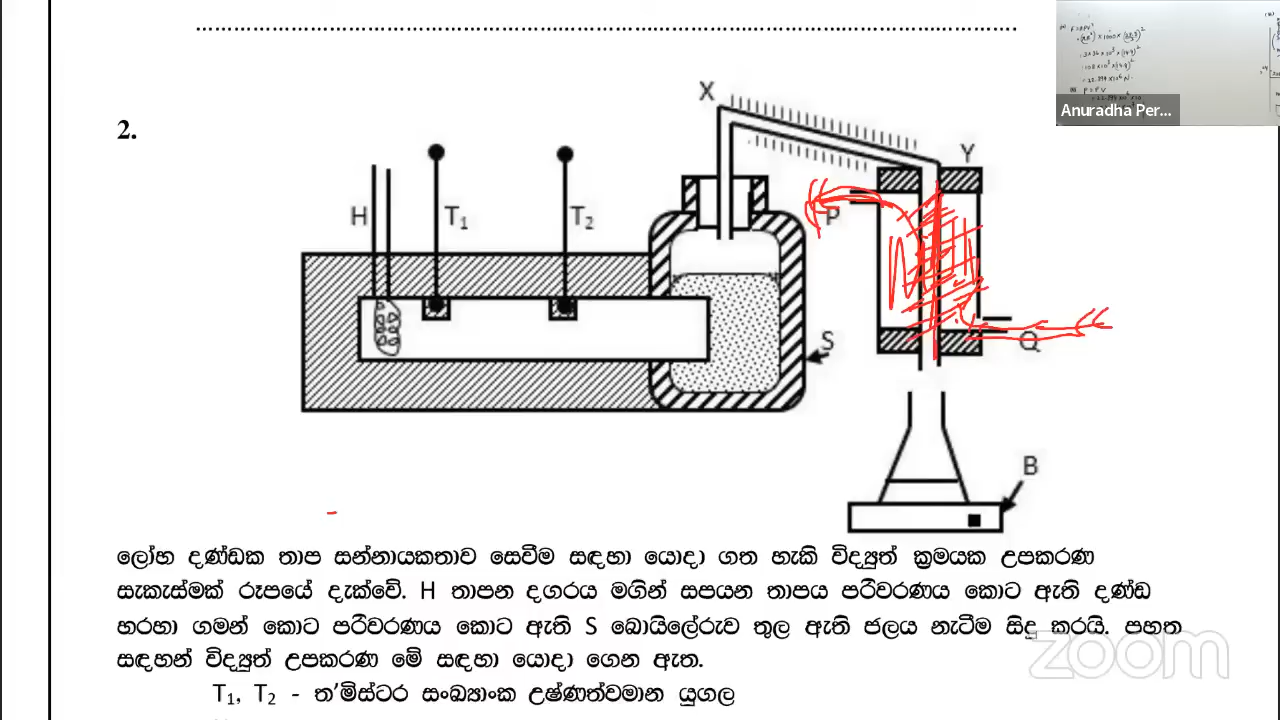 2.
X
Y
H
T₁
T₂
P
S
Q
B
Anuradha Per...
ලෝහ දණ්ඩක තාප සන්නායකතාව සෙවීම සඳහා යොදා ගත හැකි විද්‍යුත් ක්‍රමයක උපකරණ
සැකැස්මක් රූපයේ දැක්වේ. H තාපන දගරය මගින් සපයන තාපය පරිවරණය කොට ඇති දණ්ඩ
හරහා ගමන් කොට පරිවරණය කොට ඇති S බොයිලේරුව තුල ඇති ජලය නැටීම සිදු කරයි. පහත
සඳහන් විද්‍යුත් උපකරණ මේ සඳහා යොදා ගෙන ඇත.
T₁, T₂ - ත'මිස්ටර සංඛ්‍යාංක උෂ්ණත්වමාන යුගල
zoom